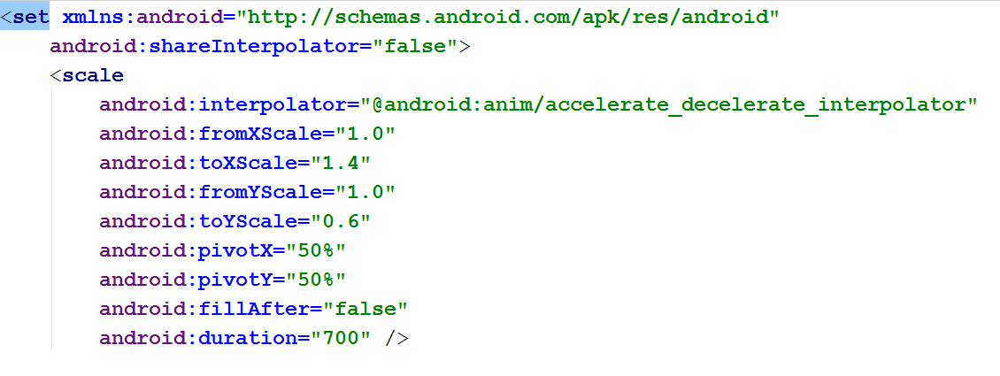 <set xmlns:android="http://schemas.android.com/apk/res/android"
    android:shareInterpolator="false">
    <scale
        android:interpolator="@android:anim/accelerate_decelerate_interpolator"
        android:fromXScale="1.0"
        android:toXScale="1.4"
        android:fromYScale="1.0"
        android:toYScale="0.6"
        android:pivotX="50%"
        android:pivotY="50%"
        android:fillAfter="false"
        android:duration="700" />